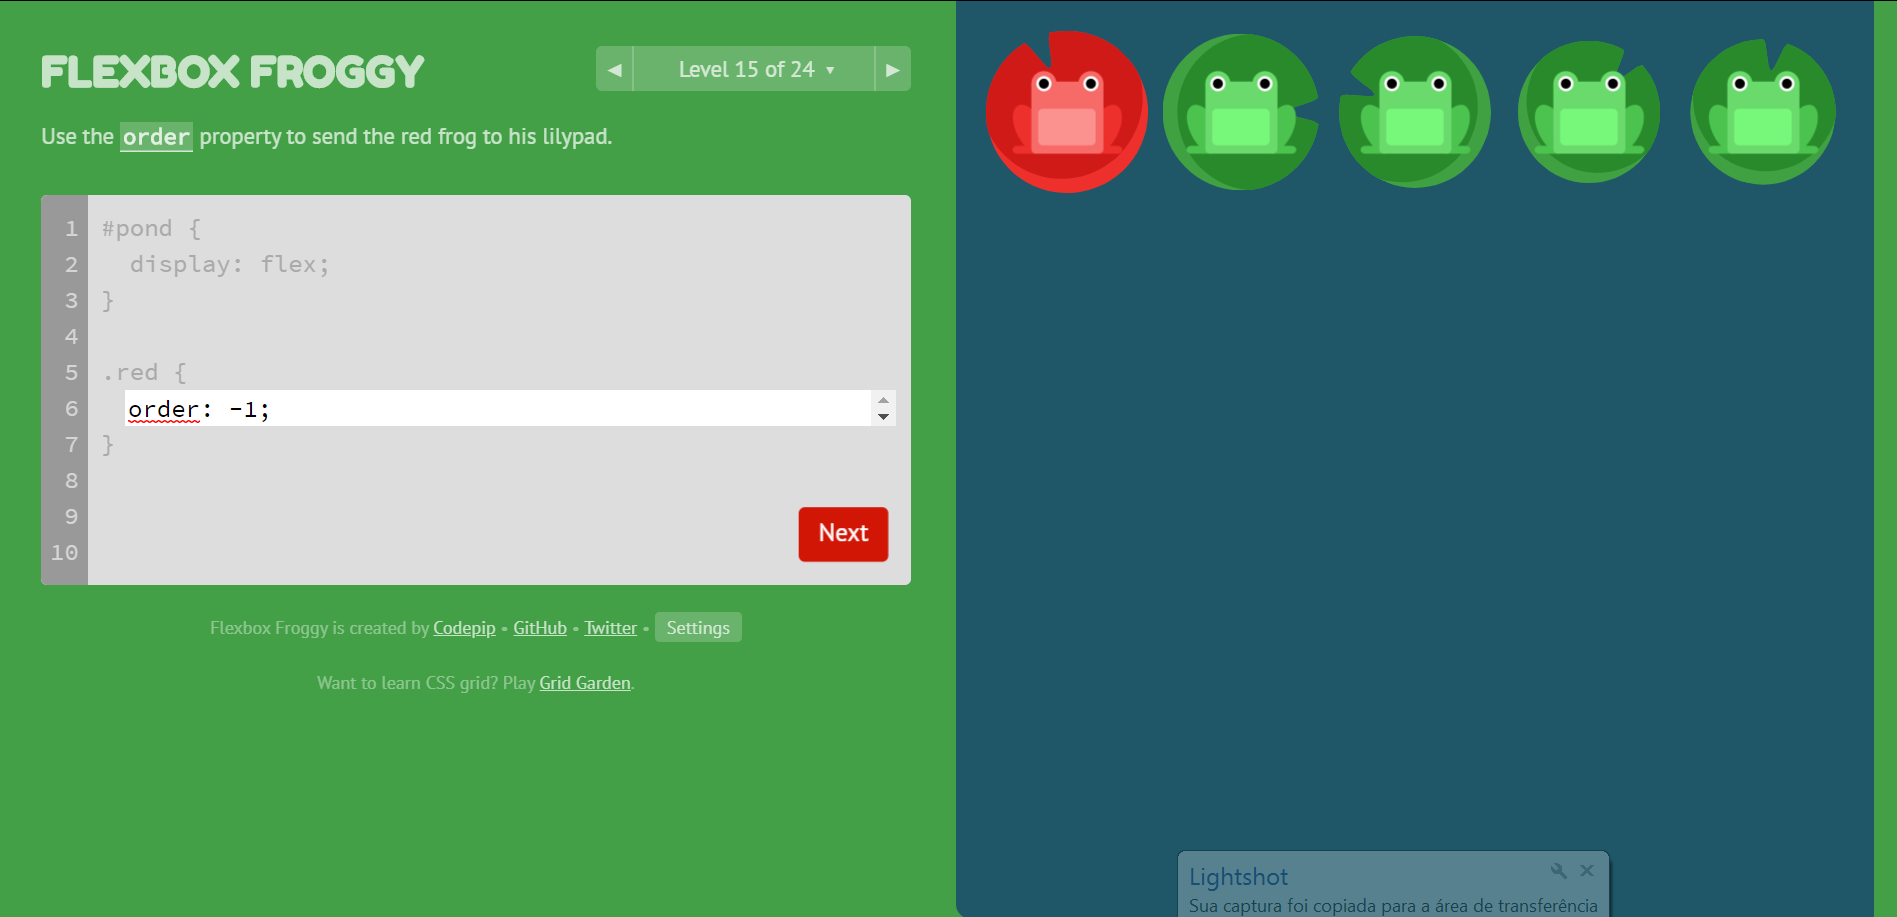 FLEXBOX FROGGY
◀ Level 15 of 24 ▼ ▶
Use the order property to send the red frog to his lilypad.
1 #pond {
2 display: flex;
3 }
4
5 .red {
6 order: -1;
7 }
8
9
10
Next
Flexbox Froggy is created by Codepip • GitHub • Twitter • Settings
Want to learn CSS grid? Play Grid Garden.
Lightshot
Sua captura foi copiada para a área de transferência